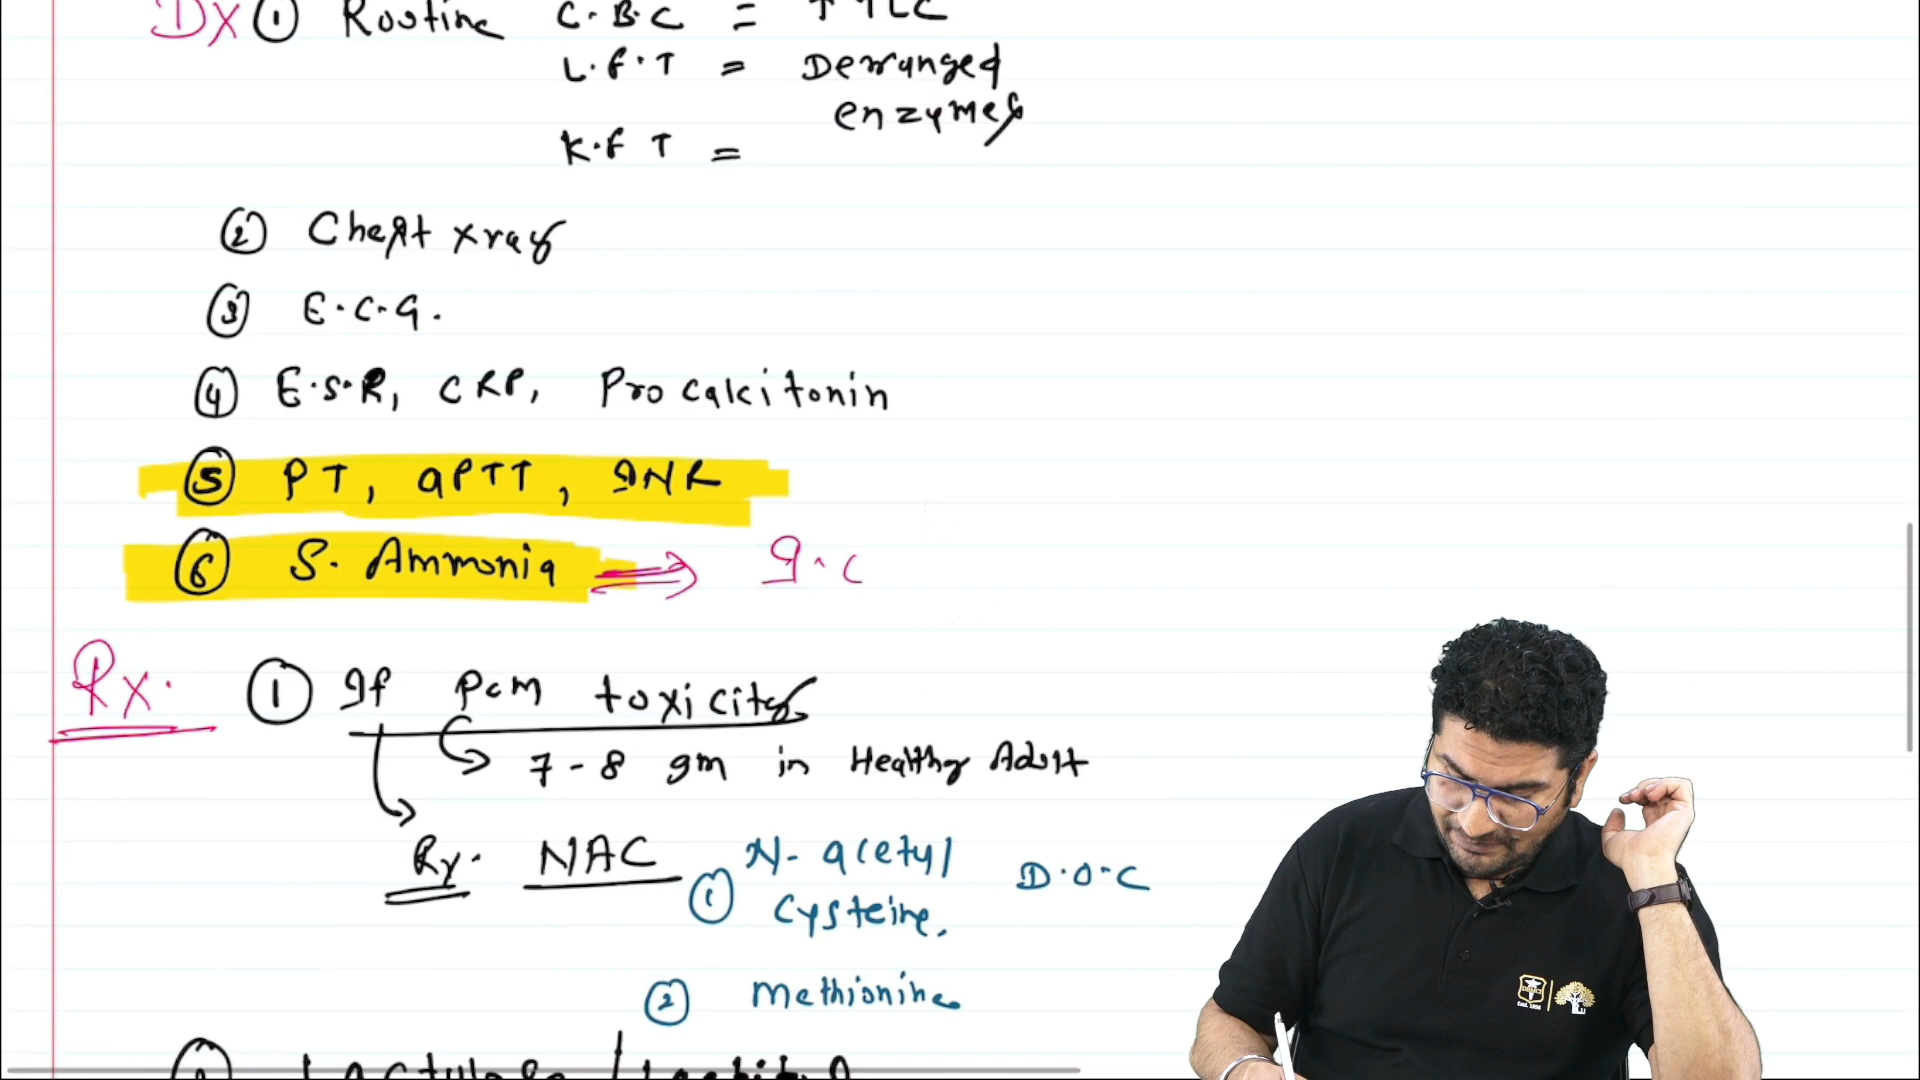 Dx ① Routine C.B.C = ↑ TLC
L.F.T = Deranged
enzymes
K.F.T =
② Chest xray
③ E.C.G.
④ E.S.R, CRP, Procalcitonin
⑤ PT, aPTT, INR
⑥ S. Ammonia ⇒ I.C
Rx. ① If PCM toxicity
7-8 gm in Healthy Adult
Rx. NAC ① N-acetyl cysteine. D.O.C
② Methionine
Lactulose /